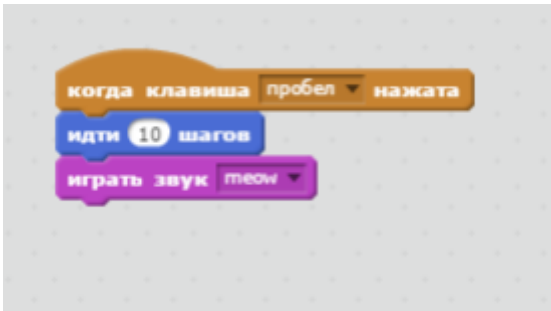 когда клавиша пробел нажата
идти 10 шагов
играть звук meow